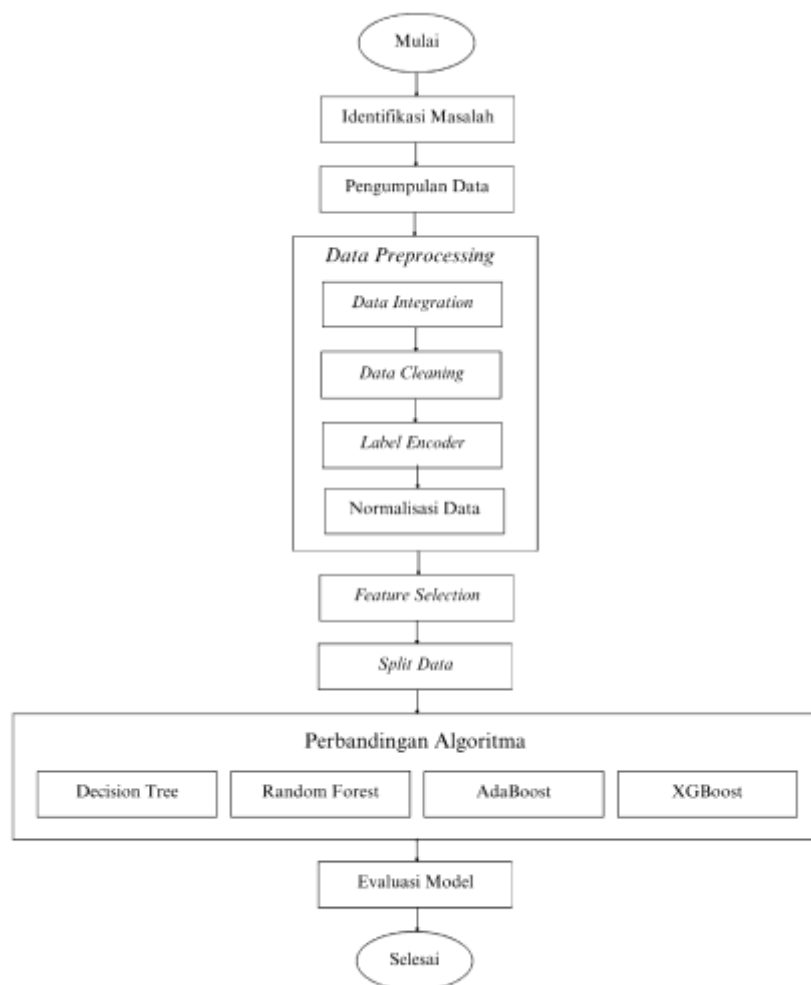 Mulai
Identifikasi Masalah
Pengumpulan Data
Data Preprocessing
Data Integration
Data Cleaning
Label Encoder
Normalisasi Data
Feature Selection
Split Data
Perbandingan Algoritma
Decision Tree
Random Forest
AdaBoost
XGBoost
Evaluasi Model
Selesai